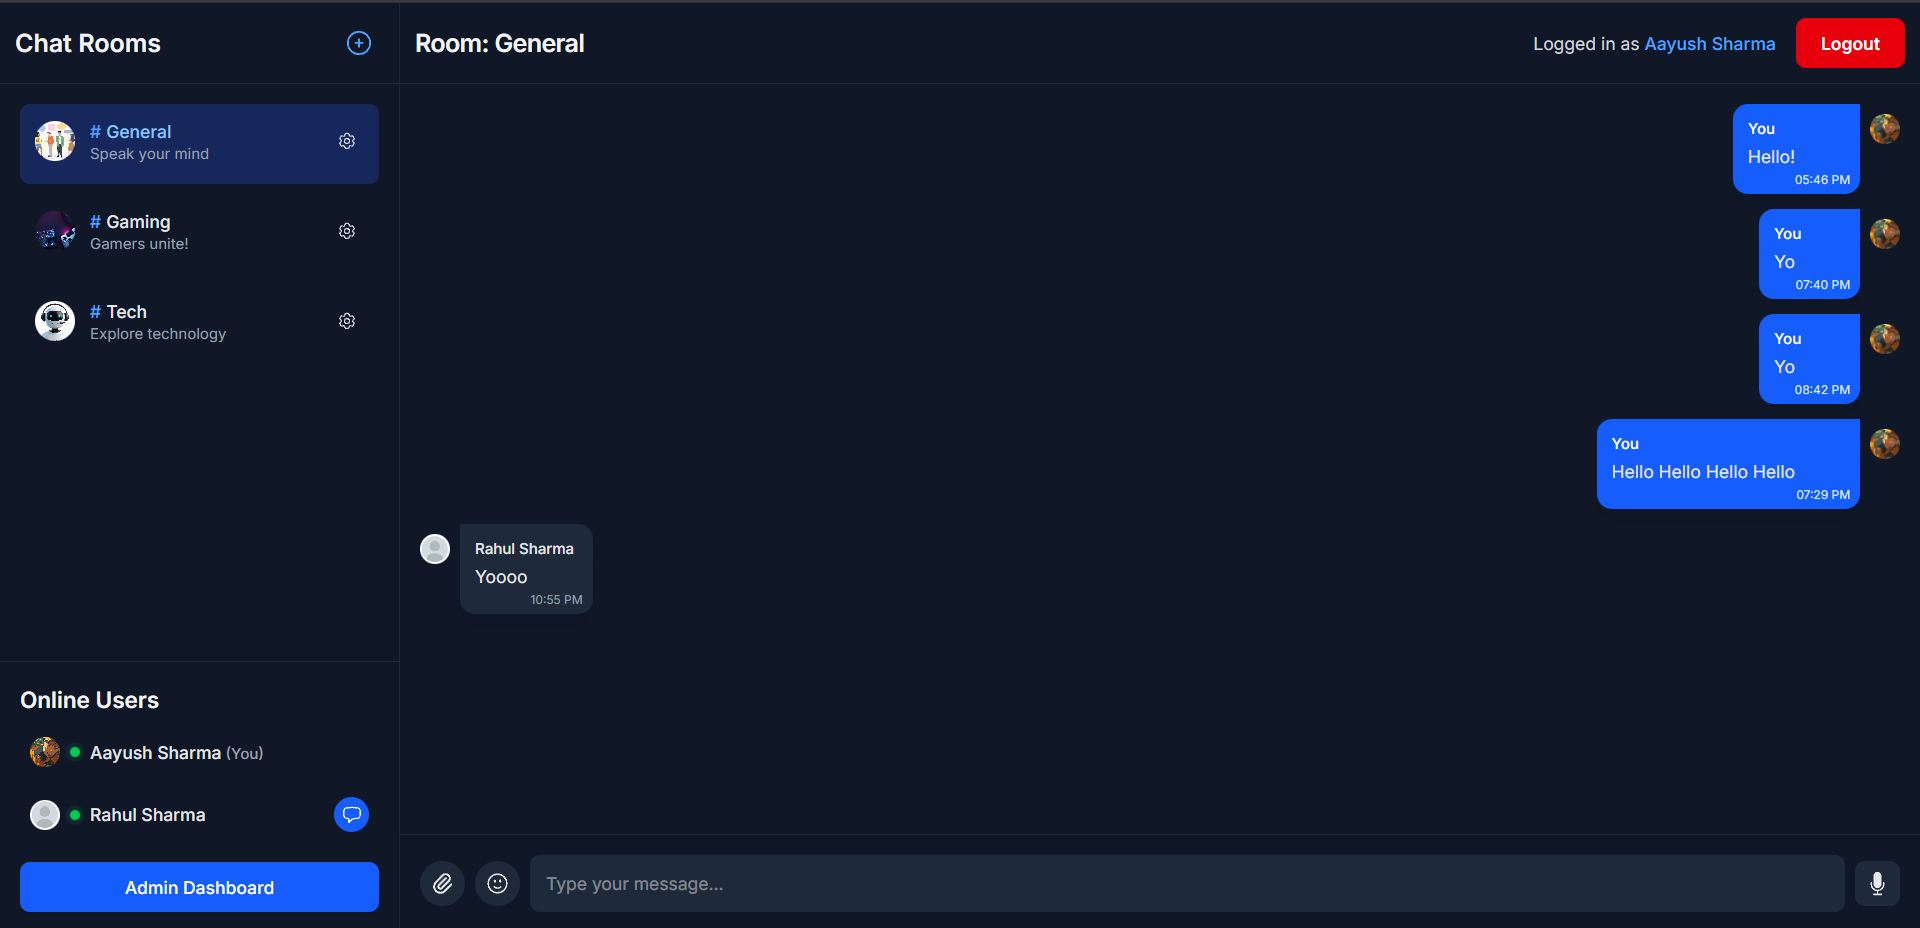 Chat Rooms
# General
Speak your mind
# Gaming
Gamers unite!
# Tech
Explore technology
Online Users
Aayush Sharma (You)
Rahul Sharma
Admin Dashboard
Room: General
Logged in as Aayush Sharma
Logout
You
Hello!
05:46 PM
You
Yo
07:40 PM
You
Yo
08:42 PM
You
Hello Hello Hello Hello
07:29 PM
Rahul Sharma
Yoooo
10:55 PM
Type your message...